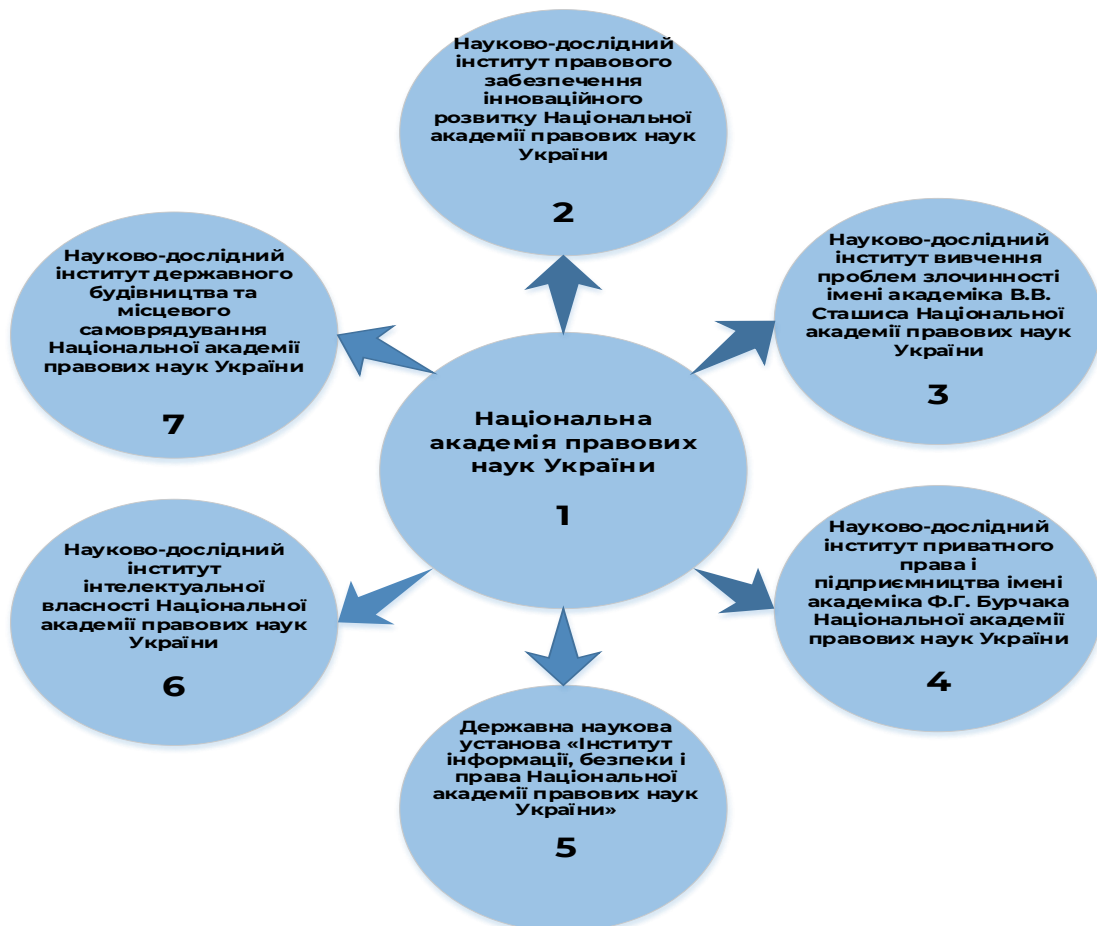 Науково-дослідний
інститут правового
забезпечення
інноваційного
розвитку Національної
академії правових наук
України
2
Науково-дослідний
інститут державного
будівництва та
місцевого
самоврядування
Національної академії
правових наук України
7
Науково-дослідний
інститут вивчення
проблем злочинності
імені академіка В.В.
Сташиса Національної
академії правових наук
України
3
Національна
академія правових
наук України
1
Науково-дослідний
інститут
інтелектуальної
власності Національної
академії правових наук
України
6
Науково-дослідний
інститут приватного
права і
підприємництва імені
академіка Ф.Г. Бурчака
Національної академії
правових наук України
4
Державна наукова
установа «Інститут
інформації, безпеки і
права Національної
академії правових наук
України»
5